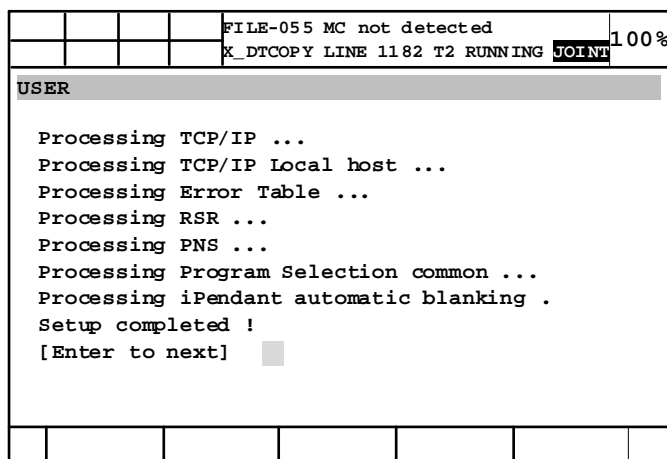 FILE-055 MC not detected
X_DTCOPY LINE 1182 T2 RUNNING JOINT 100%
USER
Processing TCP/IP ...
Processing TCP/IP Local host ...
Processing Error Table ...
Processing RSR ...
Processing PNS ...
Processing Program Selection common ...
Processing iPendant automatic blanking .
Setup completed !
[Enter to next]